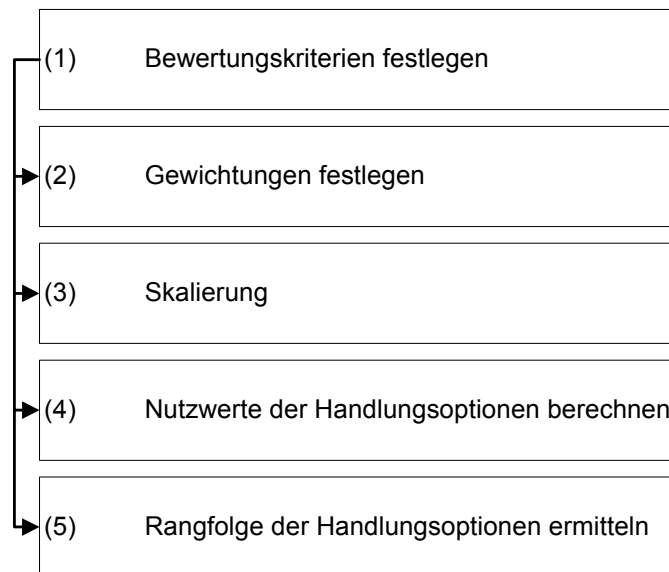 (1) Bewertungskriterien festlegen
(2) Gewichtungen festlegen
(3) Skalierung
(4) Nutzwerte der Handlungsoptionen berechnen
(5) Rangfolge der Handlungsoptionen ermitteln